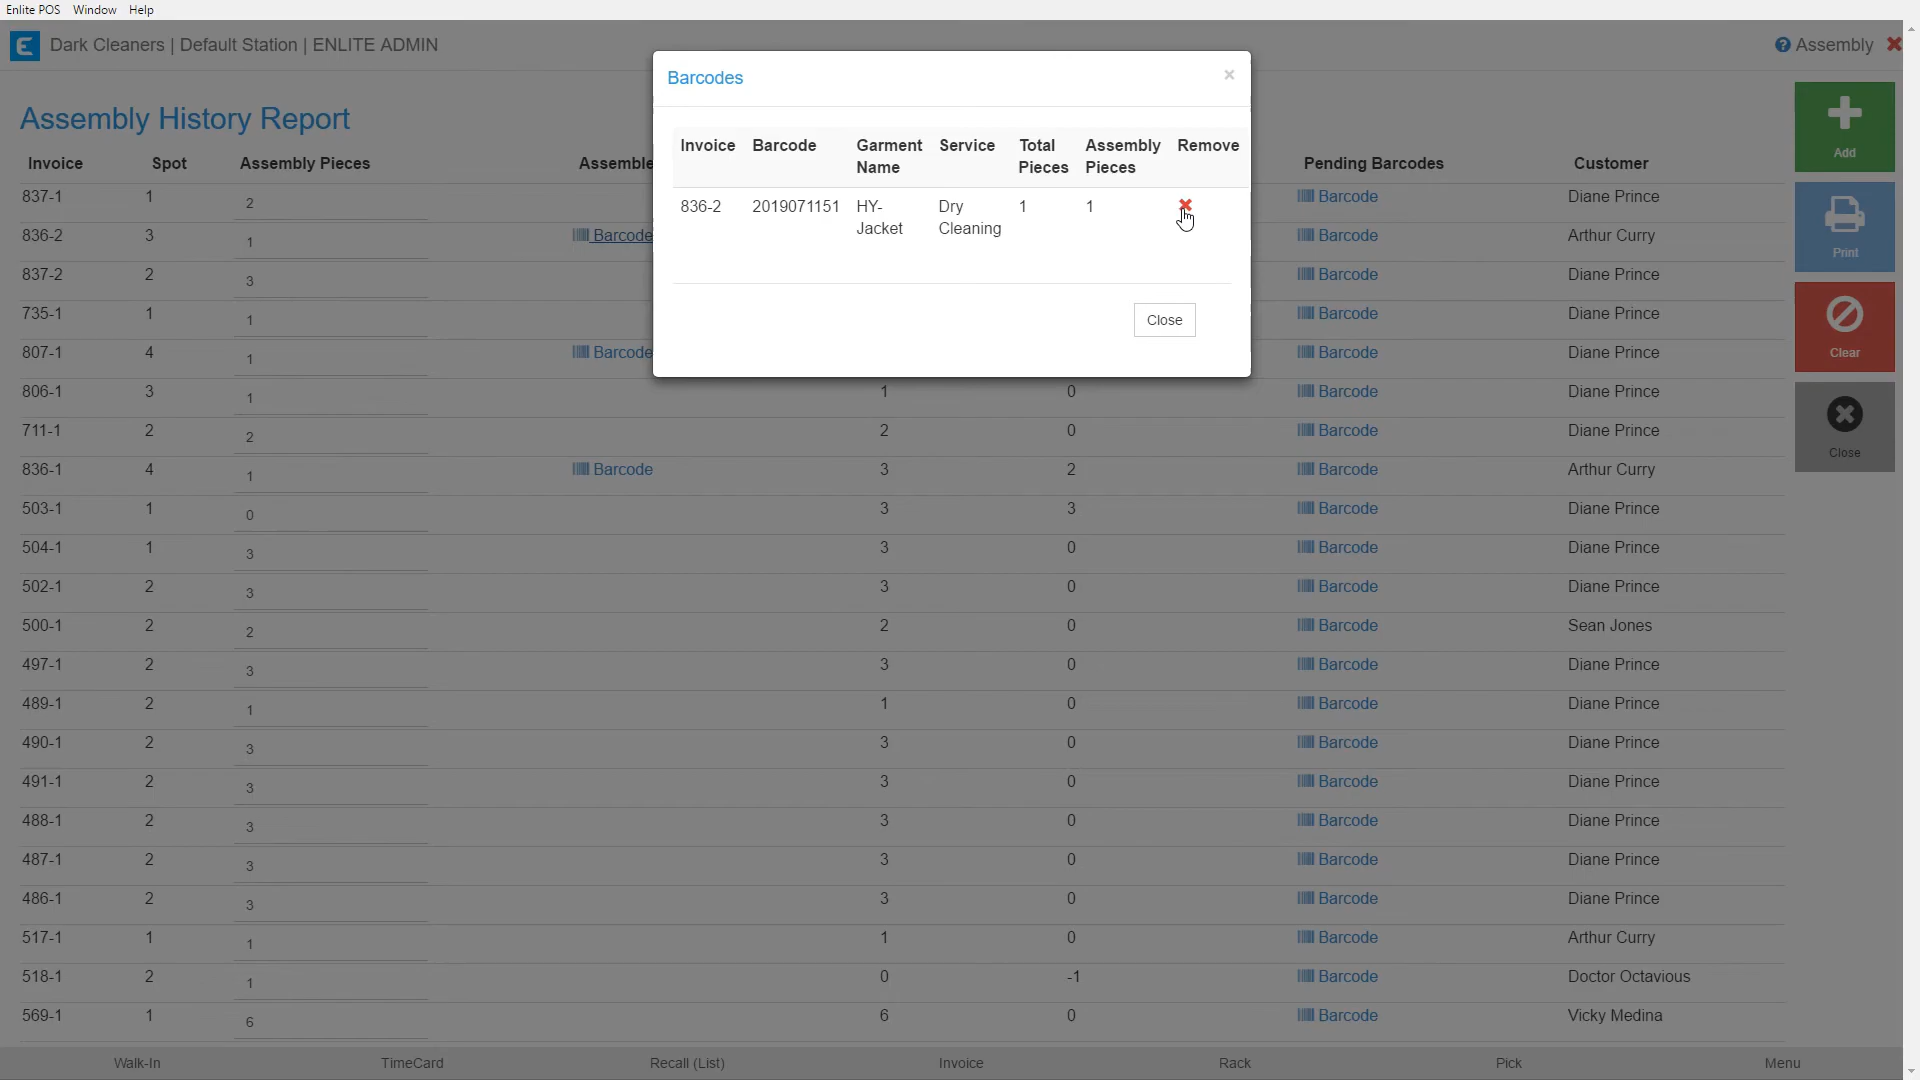 Enlite POS Window Help
Dark Cleaners | Default Station | ENLITE ADMIN
Assembly
Barcodes
×
Invoice Barcode Garment Name Service Total Pieces Assembly Pieces Remove
836-2 2019071151 HY-Jacket Dry Cleaning 1 1
Close
Assembly History Report
Invoice Spot Assembly Pieces Assemble Pending Barcodes Customer
837-1 1 2 Barcode Diane Prince
836-2 3 1 Barcode Barcode Arthur Curry
837-2 2 3 Barcode Diane Prince
735-1 1 1 Barcode Diane Prince
807-1 4 1 Barcode Barcode Diane Prince
806-1 3 1 1 0 Barcode Diane Prince
711-1 2 2 2 0 Barcode Diane Prince
836-1 4 1 Barcode 3 2 Barcode Arthur Curry
503-1 1 0 3 3 Barcode Diane Prince
504-1 1 3 3 0 Barcode Diane Prince
502-1 2 3 3 0 Barcode Diane Prince
500-1 2 2 2 0 Barcode Sean Jones
497-1 2 3 3 0 Barcode Diane Prince
489-1 2 1 1 0 Barcode Diane Prince
490-1 2 3 3 0 Barcode Diane Prince
491-1 2 3 3 0 Barcode Diane Prince
488-1 2 3 3 0 Barcode Diane Prince
487-1 2 3 3 0 Barcode Diane Prince
486-1 2 3 3 0 Barcode Diane Prince
517-1 1 1 1 0 Barcode Arthur Curry
518-1 2 1 0 -1 Barcode Doctor Octavious
569-1 1 6 6 0 Barcode Vicky Medina
Add
Print
Clear
Close
Walk-In TimeCard Recall (List) Invoice Rack Pick Menu